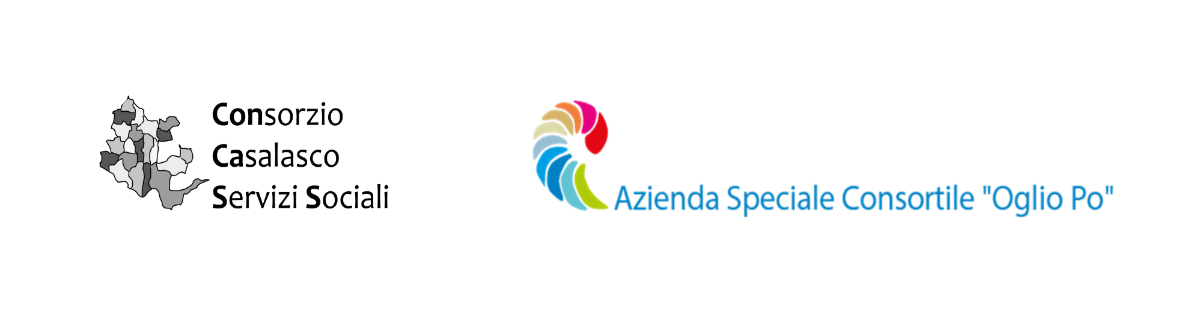 Consorzio
Casalasco
Servizi Sociali
Azienda Speciale Consortile "Oglio Po"